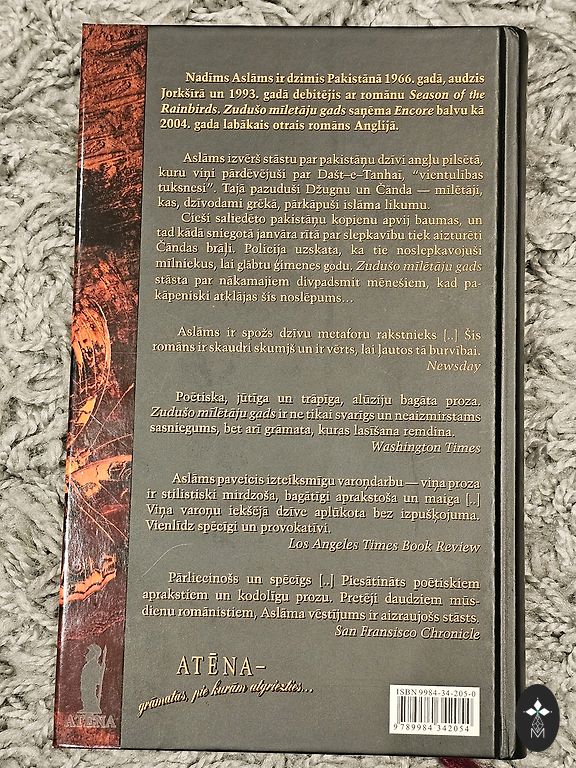 Nadīms Aslāms ir dzimis Pakistānā 1966. gadā, audzis
Jorkšīrā un 1993. gadā debitējis ar romānu Season of the
Rainbirds. Zudušo mīlētāju gads saņēma Encore balvu kā
2004. gada labākais otrais romāns Anglijā.
Aslāms izvērš stāstu par pakistāņu dzīvi angļu pilsētā,
kuru viņi pārdēvējuši par Dašt–e–Tanhai, “vientulības
tuksnesi”. Tajā pazuduši Džugnu un Čānda — mīlētāji,
kas, dzīvodami grēkā, pārkāpuši islāma likumu.
Cieši saliedēto pakistāņu kopienu apvij baumas, un
tad kādā sniegotā janvāra rītā par slepkavību tiek aizturēti
Čāndas brāļi. Policija uzskata, ka tie noslepkavojuši
mīlniekus, lai glābtu ģimenes godu. Zudušo mīlētāju gads
stāsta par nākamajiem divpadsmit mēnešiem, kad pa-
kāpeniski atklājas šis noslēpums...
Aslāms ir spožs dzīvu metaforu rakstnieks [..] Šis
romāns ir skaudri skumjš un ir vērts, lai ļautos tā burvībai.
Newsday
Poētiska, jūtīga un trāpīga, alūziju bagāta proza.
Zudušo mīlētāju gads ir ne tikai svarīgs un neaizmirstams
sasniegums, bet arī grāmata, kuras lasīšana remdina.
Washington Times
Aslāms paveicis izteiksmīgu varoņdarbu — viņa proza
ir stilistiski mirdzoša, bagātīgi aprakstoša un maiga [..]
Viņa varoņu iekšējā dzīve aplūkota bez izpušķojuma.
Vienlīdz spēcīgi un provokatīvi.
Los Angeles Times Book Review
Pārliecinošs un spēcīgs [..] Piesātināts poētiskiem
aprakstiem un kodolīgu prozu. Pretēji daudziem mūs-
dienu romānistiem, Aslāma vēstījums ir aizraujošs stāsts.
San Fransisco Chronicle
ATĒNA–
grāmatas, pie kurām atgriezties...
ATĒNA
ISBN 9984-34-205-0
9 789984 342054
M